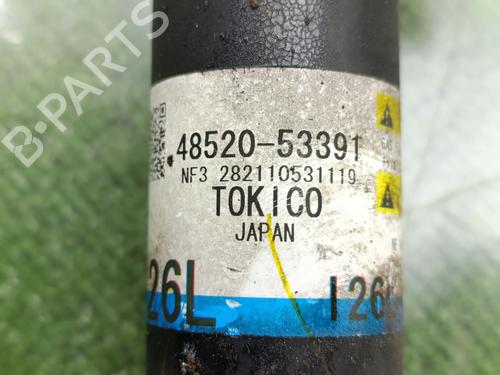 B-PARTS
48520-53391
NF3 282110531119
TOKICO
JAPAN
26L
I26